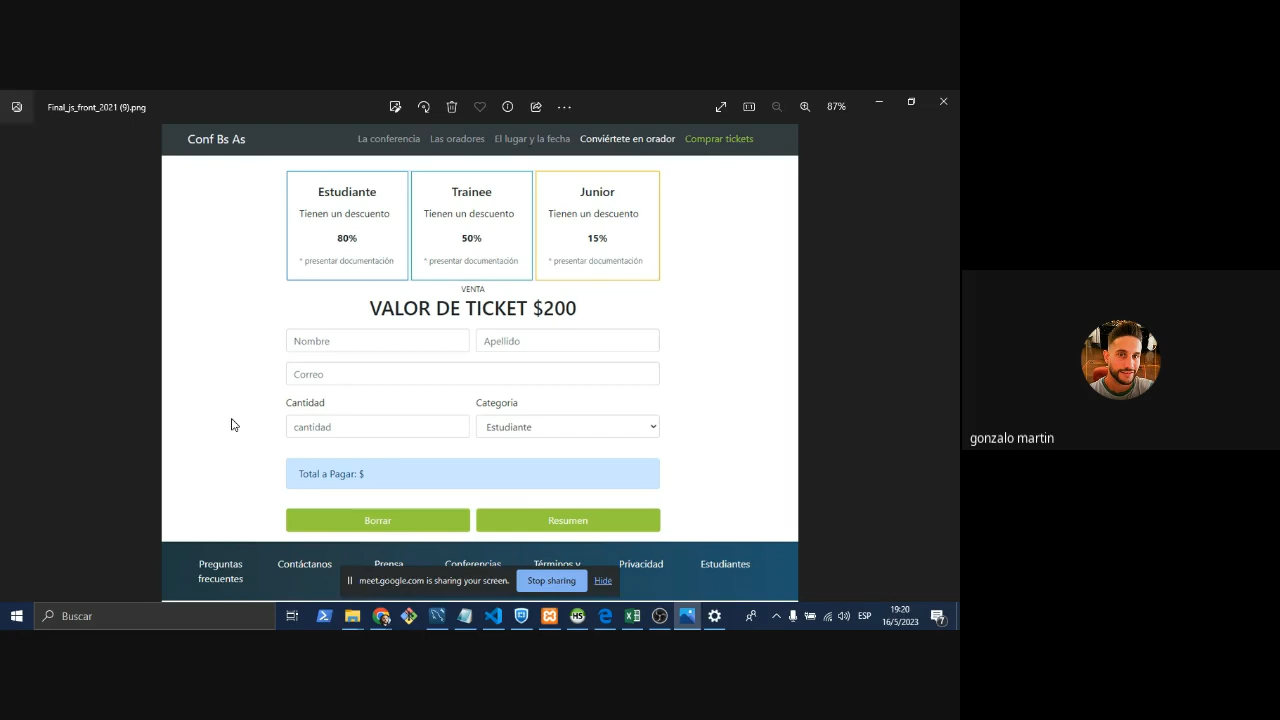 Final_js_front_2021 (9).png
87%
Conf Bs As
La conferencia
Las oradores
El lugar y la fecha
Conviértete en orador
Comprar tickets
Estudiante
Tienen un descuento
80%
* presentar documentación
Trainee
Tienen un descuento
50%
* presentar documentación
Junior
Tienen un descuento
15%
* presentar documentación
VENTA
VALOR DE TICKET $200
Nombre
Apellido
Correo
Cantidad
Categoria
cantidad
Estudiante
Total a Pagar: $
Borrar
Resumen
Preguntas
frecuentes
Contáctanos
Prensa
Conferencias
Términos y
Privacidad
Estudiantes
meet.google.com is sharing your screen.
Stop sharing
Hide
Buscar
HS
ESP
19:20
16/5/2023
7
gonzalo martin